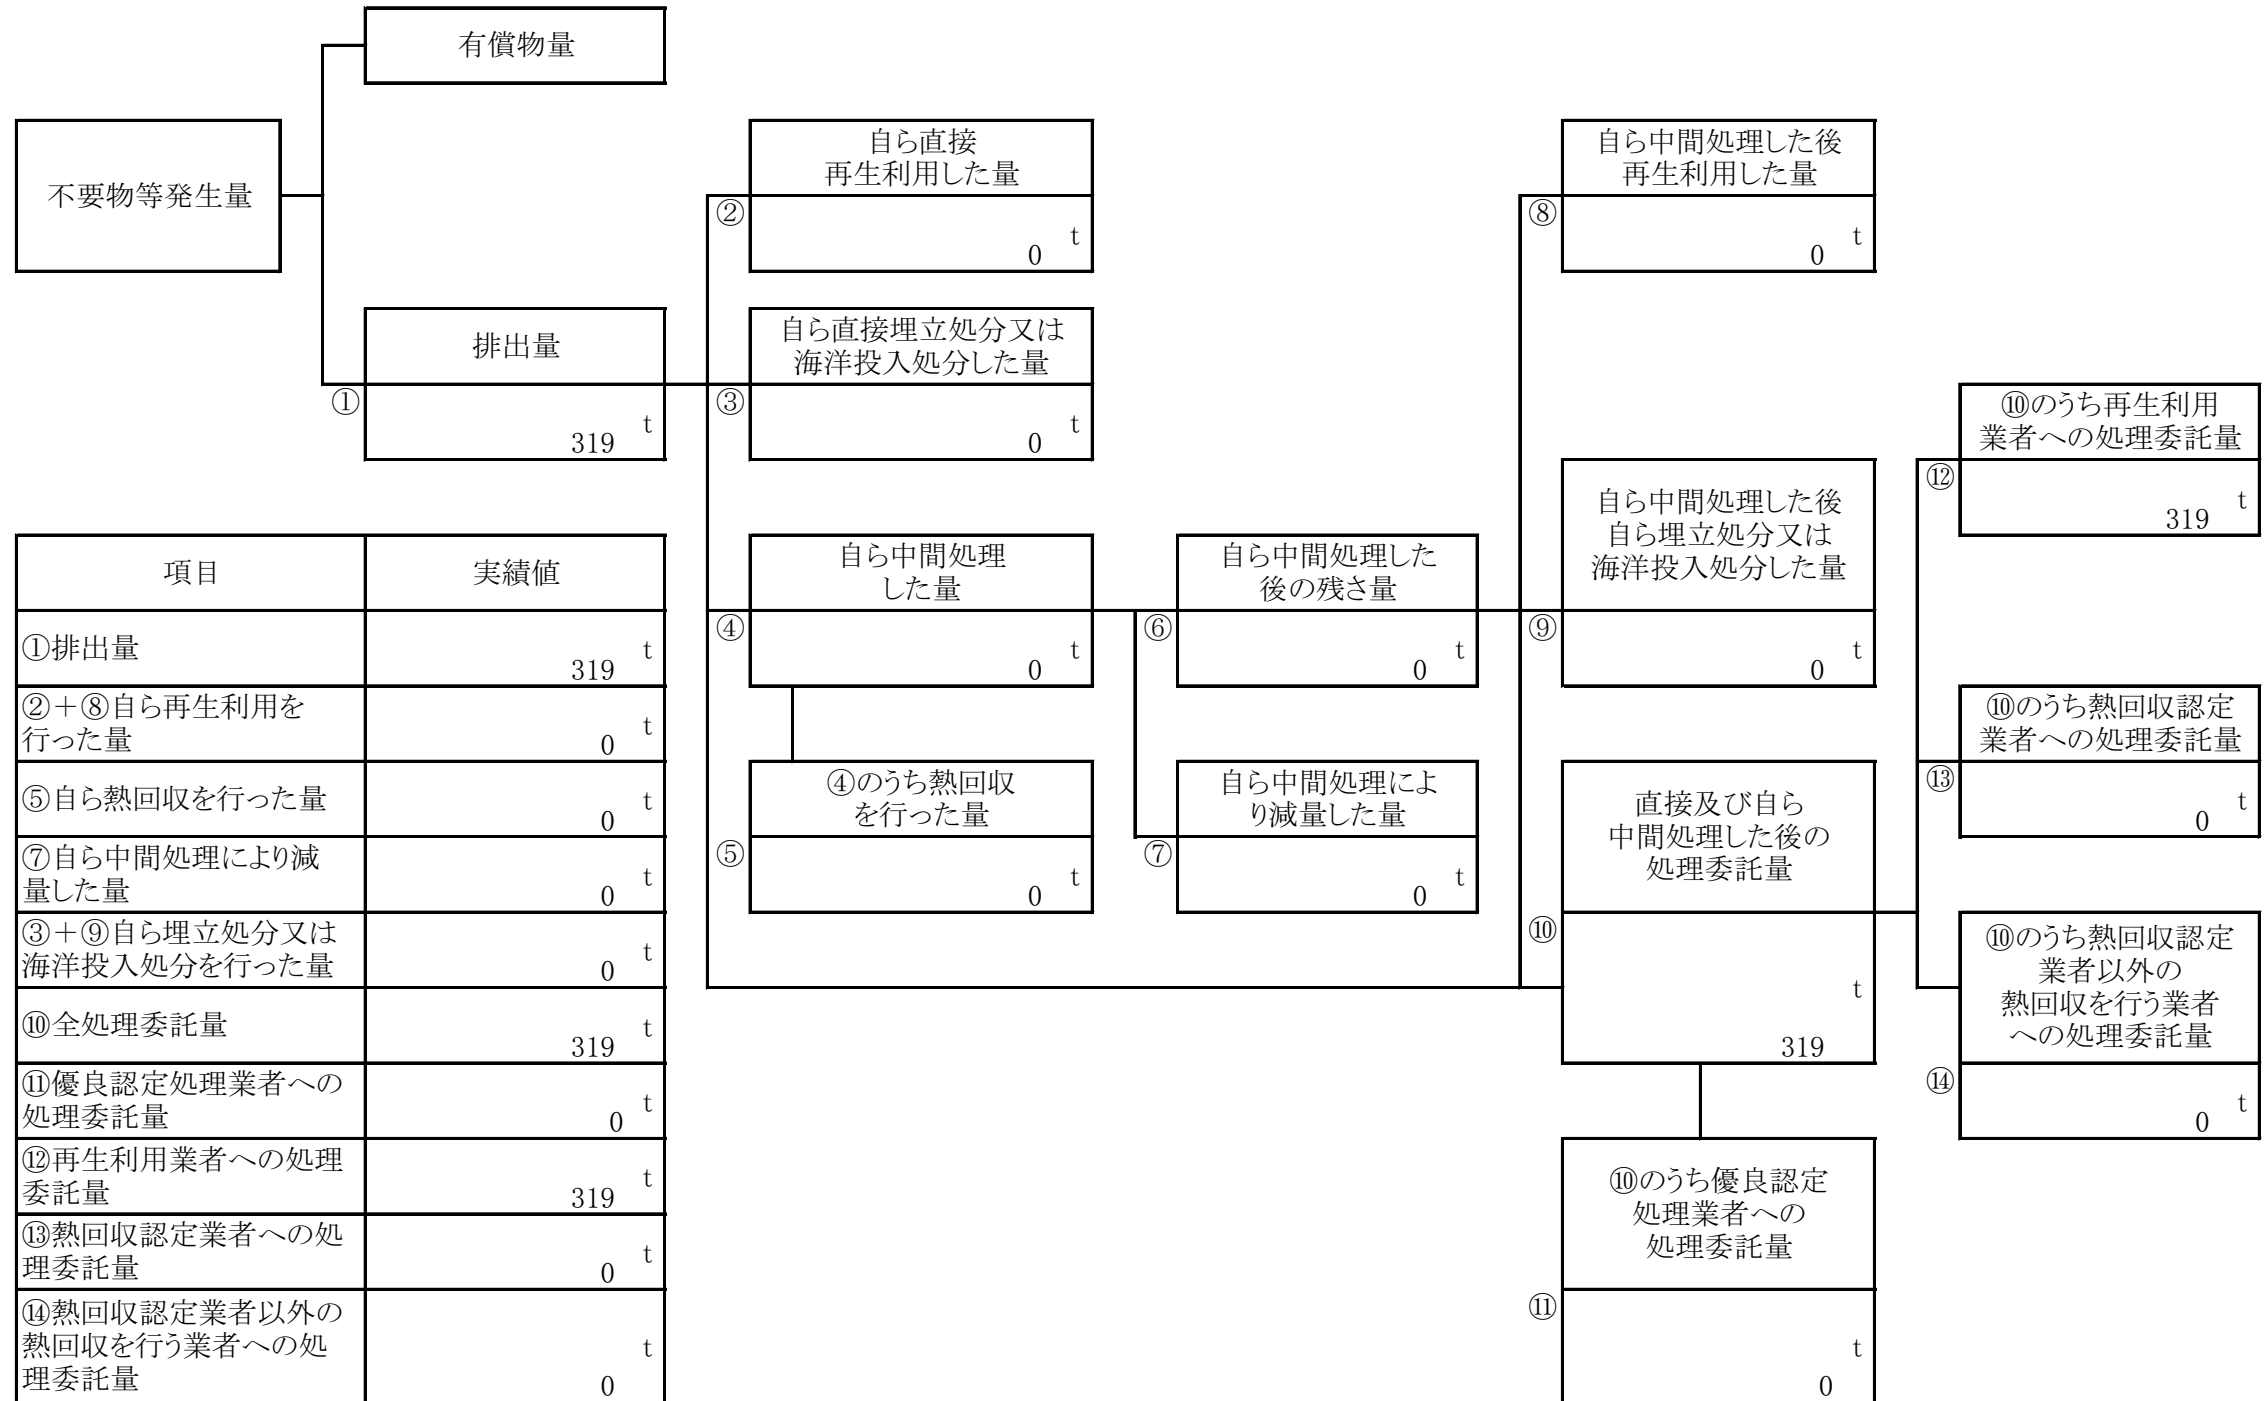 有償物量
不要物等発生量
自ら直接
再生利用した量
②
0 t
自ら中間処理した後
再生利用した量
⑧
0 t
排出量
①
319 t
自ら直接埋立処分又は
海洋投入処分した量
③
0 t
⑩のうち再生利用
業者への処理委託量
⑫
319 t
自ら中間処理した後
自ら埋立処分又は
海洋投入処分した量
⑨
0 t
自ら中間処理
した量
④
0 t
自ら中間処理した
後の残さ量
⑥
0 t
④のうち熱回収
を行った量
⑤
0 t
自ら中間処理によ
り減量した量
⑦
0 t
直接及び自ら
中間処理した後の
処理委託量
⑩
t
319
⑩のうち熱回収認定
業者への処理委託量
⑬
0 t
⑩のうち熱回収認定
業者以外の
熱回収を行う業者
への処理委託量
⑭
0 t
⑩のうち優良認定
処理業者への
処理委託量
⑪
t
0
項目 実績値
①排出量 319 t
②+⑧自ら再生利用を
行った量 0 t
⑤自ら熱回収を行った量 0 t
⑦自ら中間処理により減
量した量 0 t
③+⑨自ら埋立処分又は
海洋投入処分を行った量 0 t
⑩全処理委託量 319 t
⑪優良認定処理業者への
処理委託量 0 t
⑫再生利用業者への処理
委託量 319 t
⑬熱回収認定業者への処
理委託量 0 t
⑭熱回収認定業者以外の
熱回収を行う業者への処 t
理委託量 0